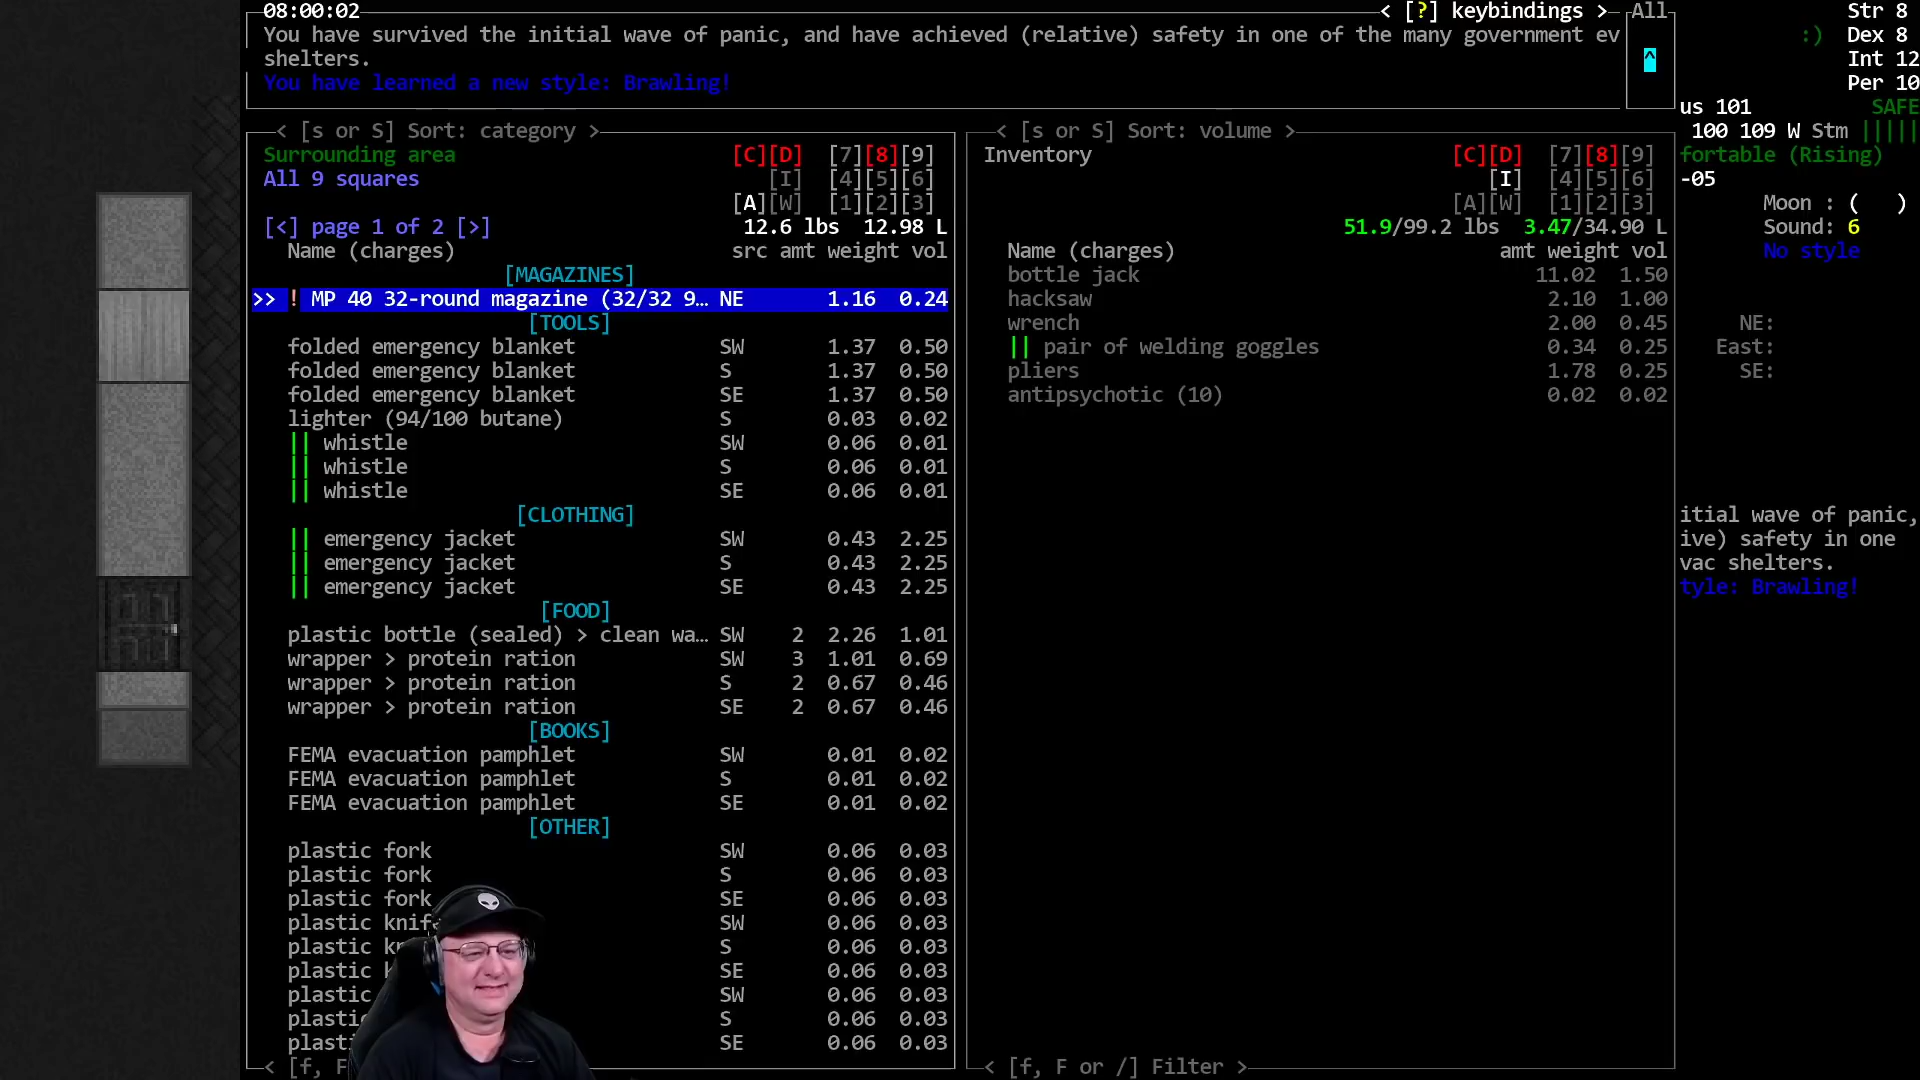 08:00:02 < [?] keybindings > All
You have survived the initial wave of panic, and have achieved (relative) safety in one of the many government ev
shelters.
You have learned a new style: Brawling!
^
Str 8
:) Dex 8
Int 12
Per 10
us 101 SAFE
100 109 W Stm |||||
fortable (Rising)
-05
Moon : ( )
Sound: 6
No style
NE:
East:
SE:
itial wave of panic,
ive) safety in one
vac shelters.
tyle: Brawling!
< [s or S] Sort: category >
Surrounding area [C][D] [7][8][9]
All 9 squares [I] [4][5][6]
[A][W] [1][2][3]
[<] page 1 of 2 [>] 12.6 lbs 12.98 L
Name (charges) src amt weight vol
[MAGAZINES]
>> ! MP 40 32-round magazine (32/32 9… NE 1.16 0.24
[TOOLS]
folded emergency blanket SW 1.37 0.50
folded emergency blanket S 1.37 0.50
folded emergency blanket SE 1.37 0.50
lighter (94/100 butane) S 0.03 0.02
|| whistle SW 0.06 0.01
|| whistle S 0.06 0.01
|| whistle SE 0.06 0.01
[CLOTHING]
|| emergency jacket SW 0.43 2.25
|| emergency jacket S 0.43 2.25
|| emergency jacket SE 0.43 2.25
[FOOD]
plastic bottle (sealed) > clean wa… SW 2 2.26 1.01
wrapper > protein ration SW 3 1.01 0.69
wrapper > protein ration S 2 0.67 0.46
wrapper > protein ration SE 2 0.67 0.46
[BOOKS]
FEMA evacuation pamphlet SW 0.01 0.02
FEMA evacuation pamphlet S 0.01 0.02
FEMA evacuation pamphlet SE 0.01 0.02
[OTHER]
plastic fork SW 0.06 0.03
plastic fork S 0.06 0.03
plastic fork SE 0.06 0.03
plastic knif SW 0.06 0.03
plastic kn S 0.06 0.03
plastic k SE 0.06 0.03
plastic SW 0.06 0.03
plasti S 0.06 0.03
plasti SE 0.06 0.03
< [f, F
< [s or S] Sort: volume >
Inventory [C][D] [7][8][9]
[I] [4][5][6]
[A][W] [1][2][3]
51.9/99.2 lbs 3.47/34.90 L
Name (charges) amt weight vol
bottle jack 11.02 1.50
hacksaw 2.10 1.00
wrench 2.00 0.45
|| pair of welding goggles 0.34 0.25
pliers 1.78 0.25
antipsychotic (10) 0.02 0.02
< [f, F or /] Filter >